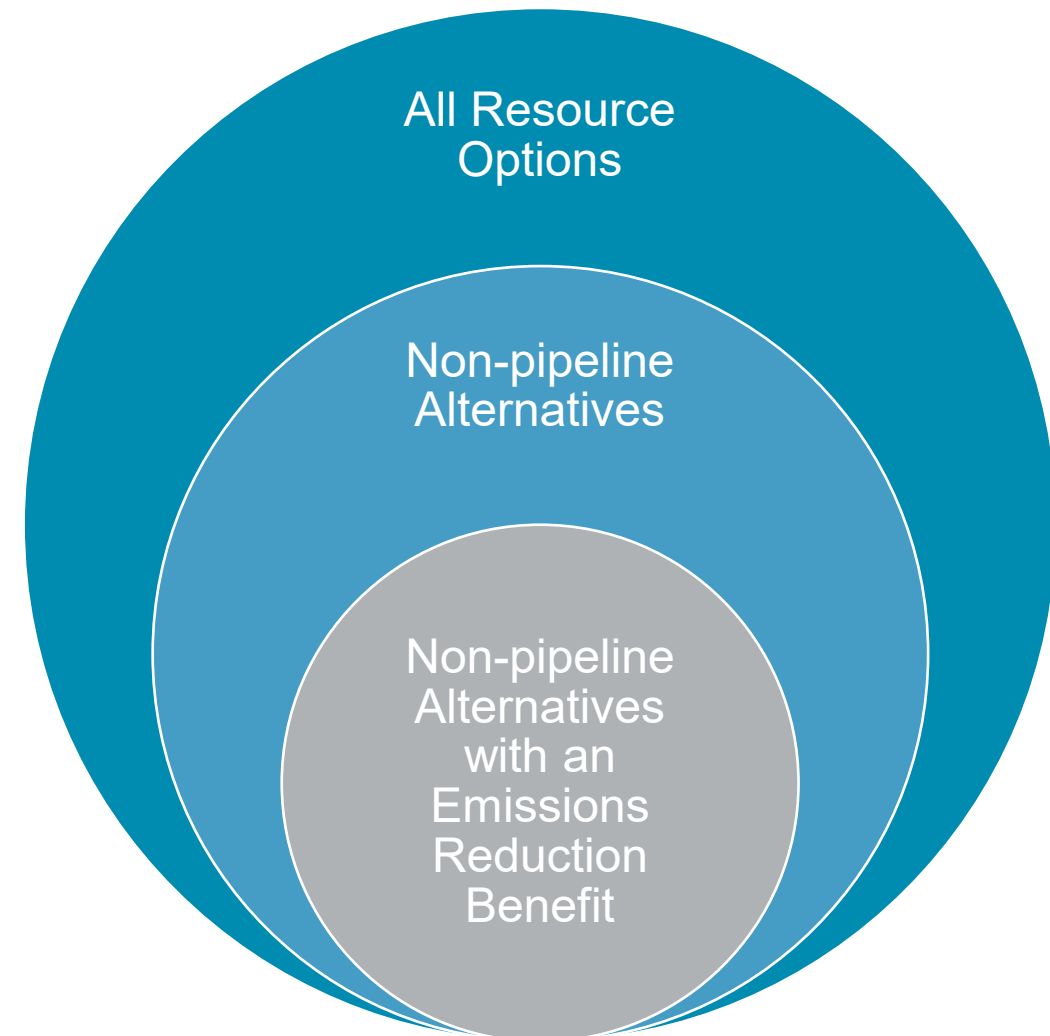 All Resource
Options
Non-pipeline
Alternatives
Non-pipeline
Alternatives
with an
Emissions
Reduction
Benefit